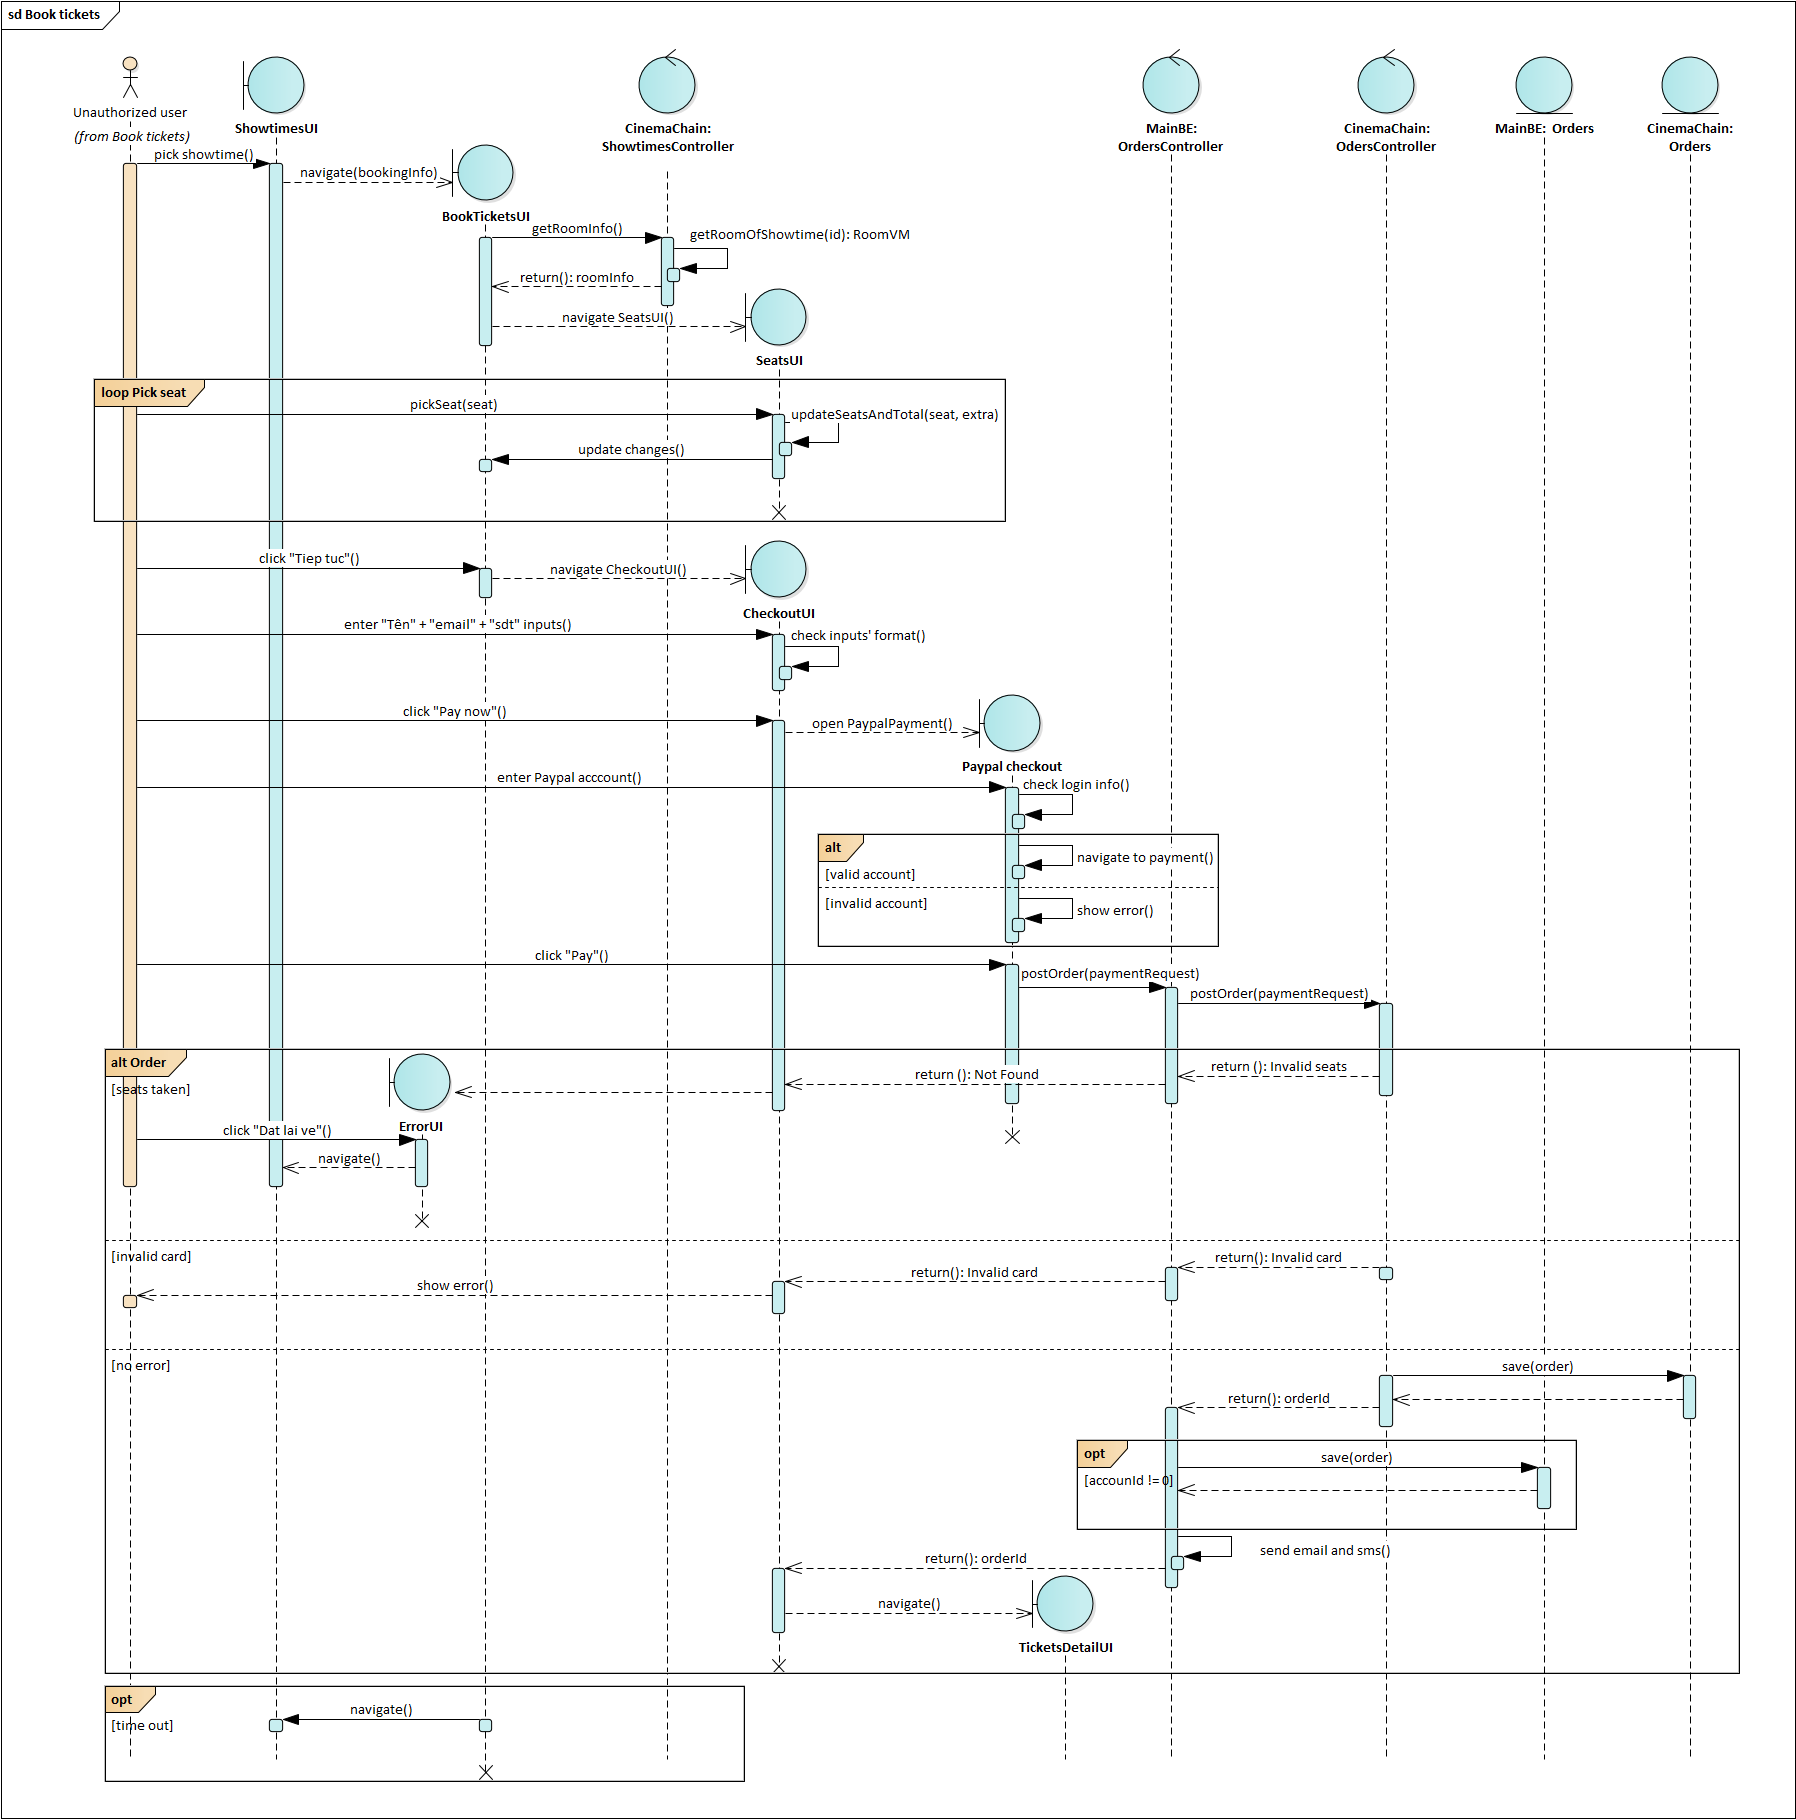 sd Book tickets
Unauthorized user
(from Book tickets)
ShowtimesUI
CinemaChain:
ShowtimesController
MainBE:
OrdersController
CinemaChain:
OdersController
MainBE: Orders
CinemaChain:
Orders
pick showtime()
navigate(bookingInfo)
BookTicketsUI
getRoomInfo()
getRoomOfShowtime(id): RoomVM
return(): roomInfo
navigate SeatsUI()
SeatsUI
loop Pick seat
pickSeat(seat)
updateSeatsAndTotal(seat, extra)
update changes()
click "Tiep tuc"()
navigate CheckoutUI()
CheckoutUI
enter "Tên" + "email" + "sdt" inputs()
check inputs' format()
click "Pay now"()
open PaypalPayment()
Paypal checkout
enter Paypal acccount()
check login info()
alt
navigate to payment()
[valid account]
[invalid account]
show error()
click "Pay"()
postOrder(paymentRequest)
postOrder(paymentRequest)
alt Order
[seats taken]
return (): Invalid seats
return (): Not Found
ErrorUI
click "Dat lai ve"()
navigate()
[invalid card]
return(): Invalid card
return(): Invalid card
show error()
[no error]
save(order)
return(): orderId
opt
save(order)
[accounId != 0]
send email and sms()
return(): orderId
navigate()
TicketsDetailUI
opt
navigate()
[time out]